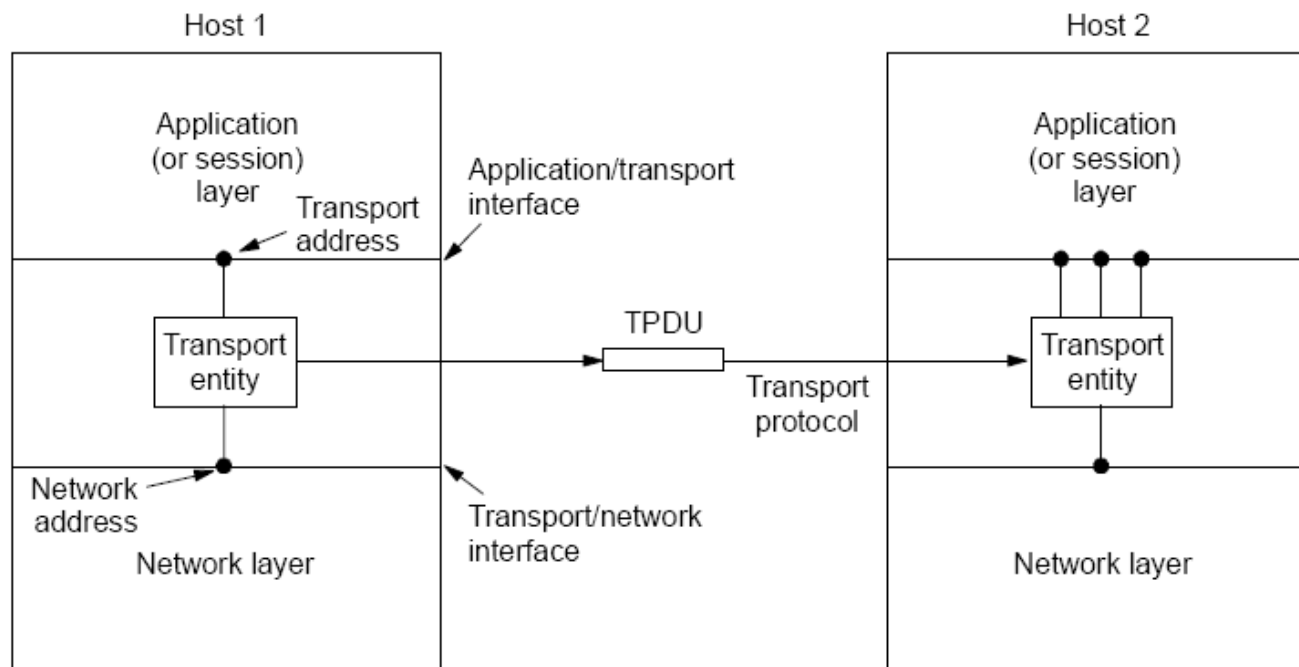 Host 1
Host 2
Application
(or session)
layer
Transport
address
Application/transport
interface
Application
(or session)
layer
Transport
entity
TPDU
Transport
protocol
Transport
entity
Network
address
Transport/network
interface
Network layer
Network layer